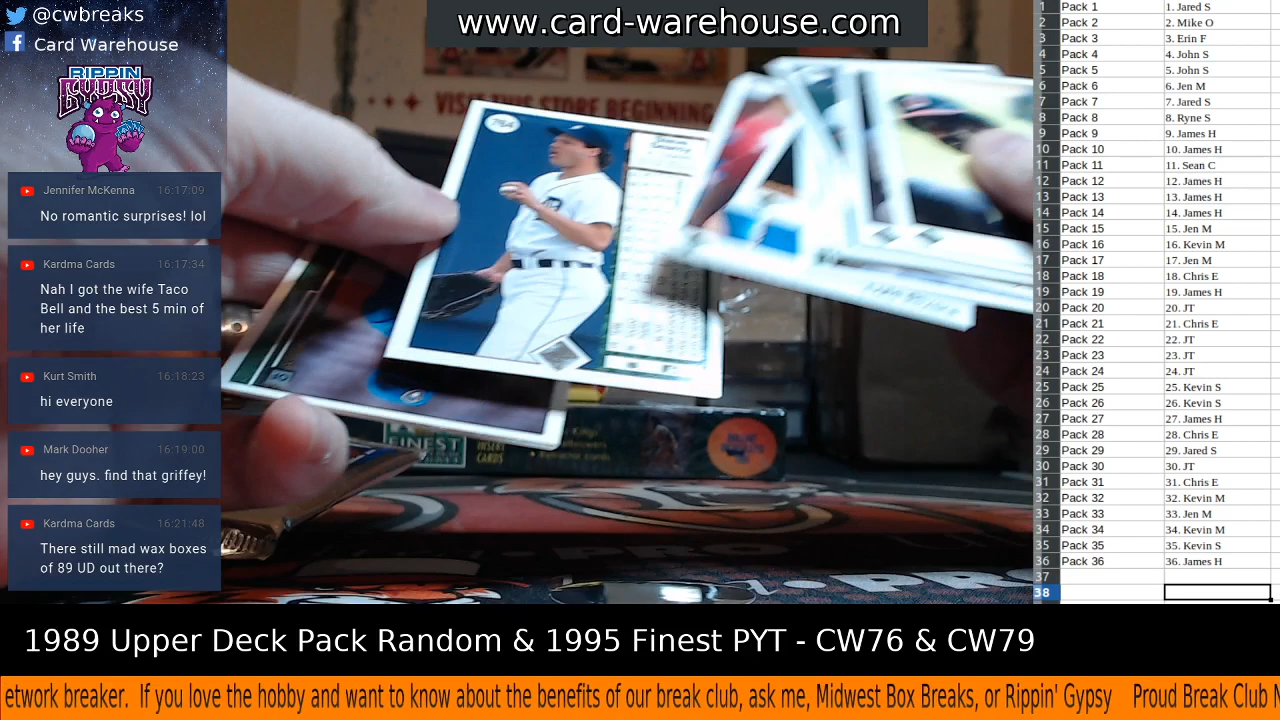 @cwbreaks
Card Warehouse
RIPPIN
GYPSY
Jennifer McKenna 16:17:09
No romantic surprises! lol
Kardma Cards 16:17:34
Nah I got the wife Taco
Bell and the best 5 min of
her life
Kurt Smith 16:18:23
hi everyone
Mark Dooher 16:19:00
hey guys. find that griffey!
Kardma Cards 16:21:48
There still mad wax boxes
of 89 UD out there?
www.card-warehouse.com
VISIT THIS STORE BEGINNING
764
FINEST
INSERT
CARDS
PRO
1 Pack 1 1. Jared S
2 Pack 2 2. Mike O
3 Pack 3 3. Erin F
4 Pack 4 4. John S
5 Pack 5 5. John S
6 Pack 6 6. Jen M
7 Pack 7 7. Jared S
8 Pack 8 8. Ryne S
9 Pack 9 9. James H
10 Pack 10 10. James H
11 Pack 11 11. Sean C
12 Pack 12 12. James H
13 Pack 13 13. James H
14 Pack 14 14. James H
15 Pack 15 15. Jen M
16 Pack 16 16. Kevin M
17 Pack 17 17. Jen M
18 Pack 18 18. Chris E
19 Pack 19 19. James H
20 Pack 20 20. JT
21 Pack 21 21. Chris E
22 Pack 22 22. JT
23 Pack 23 23. JT
24 Pack 24 24. JT
25 Pack 25 25. Kevin S
26 Pack 26 26. Kevin S
27 Pack 27 27. James H
28 Pack 28 28. Chris E
29 Pack 29 29. Jared S
30 Pack 30 30. JT
31 Pack 31 31. Chris E
32 Pack 32 32. Kevin M
33 Pack 33 33. Jen M
34 Pack 34 34. Kevin M
35 Pack 35 35. Kevin S
36 Pack 36 36. James H
37
38
1989 Upper Deck Pack Random & 1995 Finest PYT - CW76 & CW79
etwork breaker. If you love the hobby and want to know about the benefits of our break club, ask me, Midwest Box Breaks, or Rippin' Gypsy Proud Break Club N